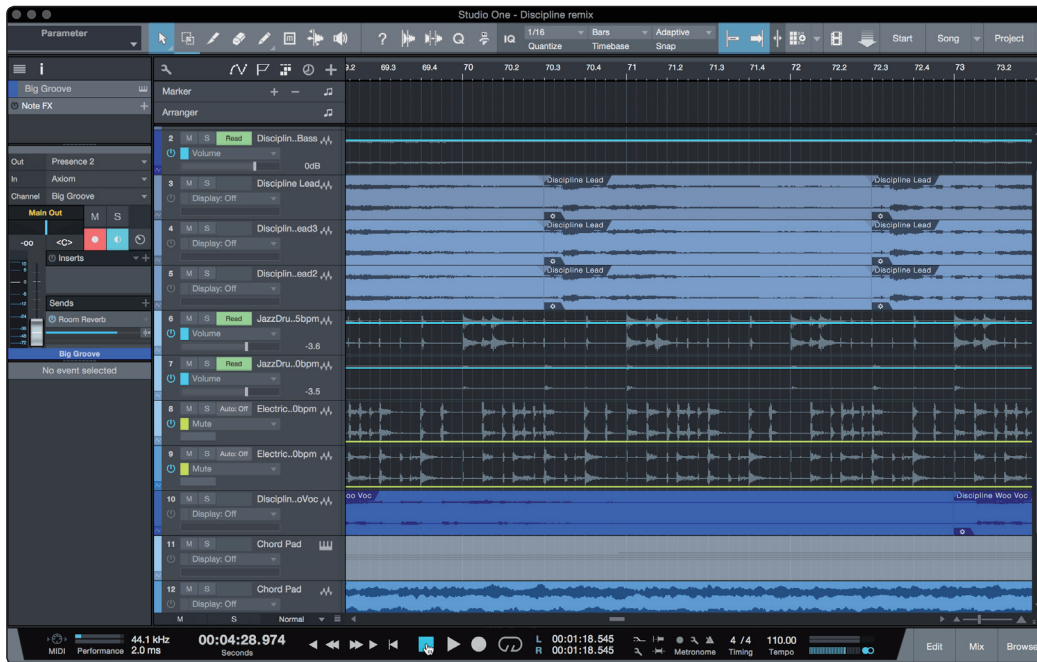 Studio One - Discipline remix
Parameter
IQ
1/16
Quantize
Bars
Timebase
Adaptive
Snap
Start
Song
Project
Big Groove
Note FX
Out Presence 2
In Axiom
Channel Big Groove
Main Out
M S
-oo <C>
Inserts
Sends
Room Reverb
Big Groove
No event selected
10
6
0
-6
-12
-24
-36
-48
-72
69.3 69.4 70 70.2 70.3 70.4 71 71.2 71.3 71.4 72 72.2 72.3 72.4 73 73.2
Marker
Arranger
2 M S Read Disciplin..Bass
Volume
0dB
3 M S Discipline Lead
Display: Off
Discipline Lead Discipline Lead
4 M S Disciplin..ead3
Display: Off
Discipline Lead Discipline Lead
5 M S Disciplin..ead2
Display: Off
Discipline Lead Discipline Lead
6 M S Read JazzDru..5bpm
Volume
-3.6
7 M S Read JazzDru..0bpm
Volume
-3.5
8 M S Auto: Off Electric..0bpm
Mute
9 M S Auto: Off Electric..0bpm
Mute
10 M S Disciplin..oVoc
Display: Off
oo Voc Discipline Woo Voc
11 M S Chord Pad
Display: Off
12 M S Chord Pad
Display: Off
M S Normal
MIDI
Performance
44.1 kHz
2.0 ms
00:04:28.974
Seconds
L 00:01:18.545
R 00:01:18.545
Metronome
4 / 4
Timing
110.00
Tempo
Edit
Mix
Browse